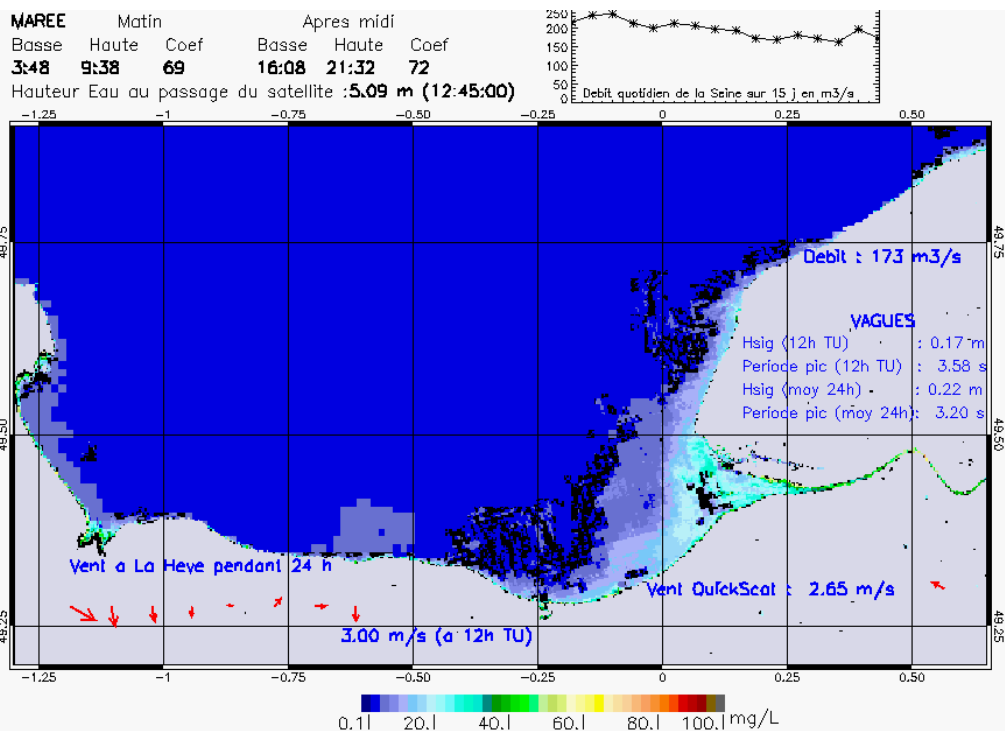 MAREE Matin Apres midi
Basse Haute Coef Basse Haute Coef
3:48 9:38 69 16:08 21:32 72
Hauteur Eau au passage du satellite :5.09 m (12:45:00)
250
200
150
100
50
0
Debit quotidien de la Seine sur 15 j en m3/s
-1.25 -1 -0.75 -0.50 -0.25 0 0.25 0.50
49.75 49.75
Debit : 173 m3/s
VAGUES
Hsig (12h TU) : 0.17 m
Periode pic (12h TU) : 3.58 s
Hsig (moy 24h) : 0.22 m
Periode pic (moy 24h): 3.20 s
49.50 49.50
Vent a La Heve pendant 24 h
Vent QuickScat : 2.65 m/s
49.25 49.25
3.00 m/s (a 12h TU)
-1.25 -1 -0.75 -0.50 -0.25 0 0.25 0.50
0.1 20.1 40.1 60.1 80.1 100.1 mg/L